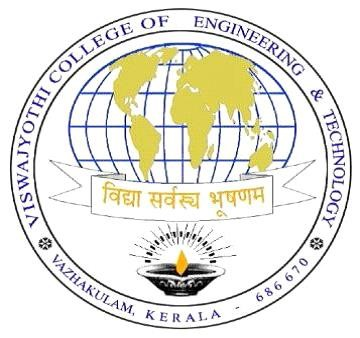 VISWAJYOTHI COLLEGE OF ENGINEERING & TECHNOLOGY
विद्या सर्वस्य भूषणम
VAZHAKULAM, KERALA - 686 670